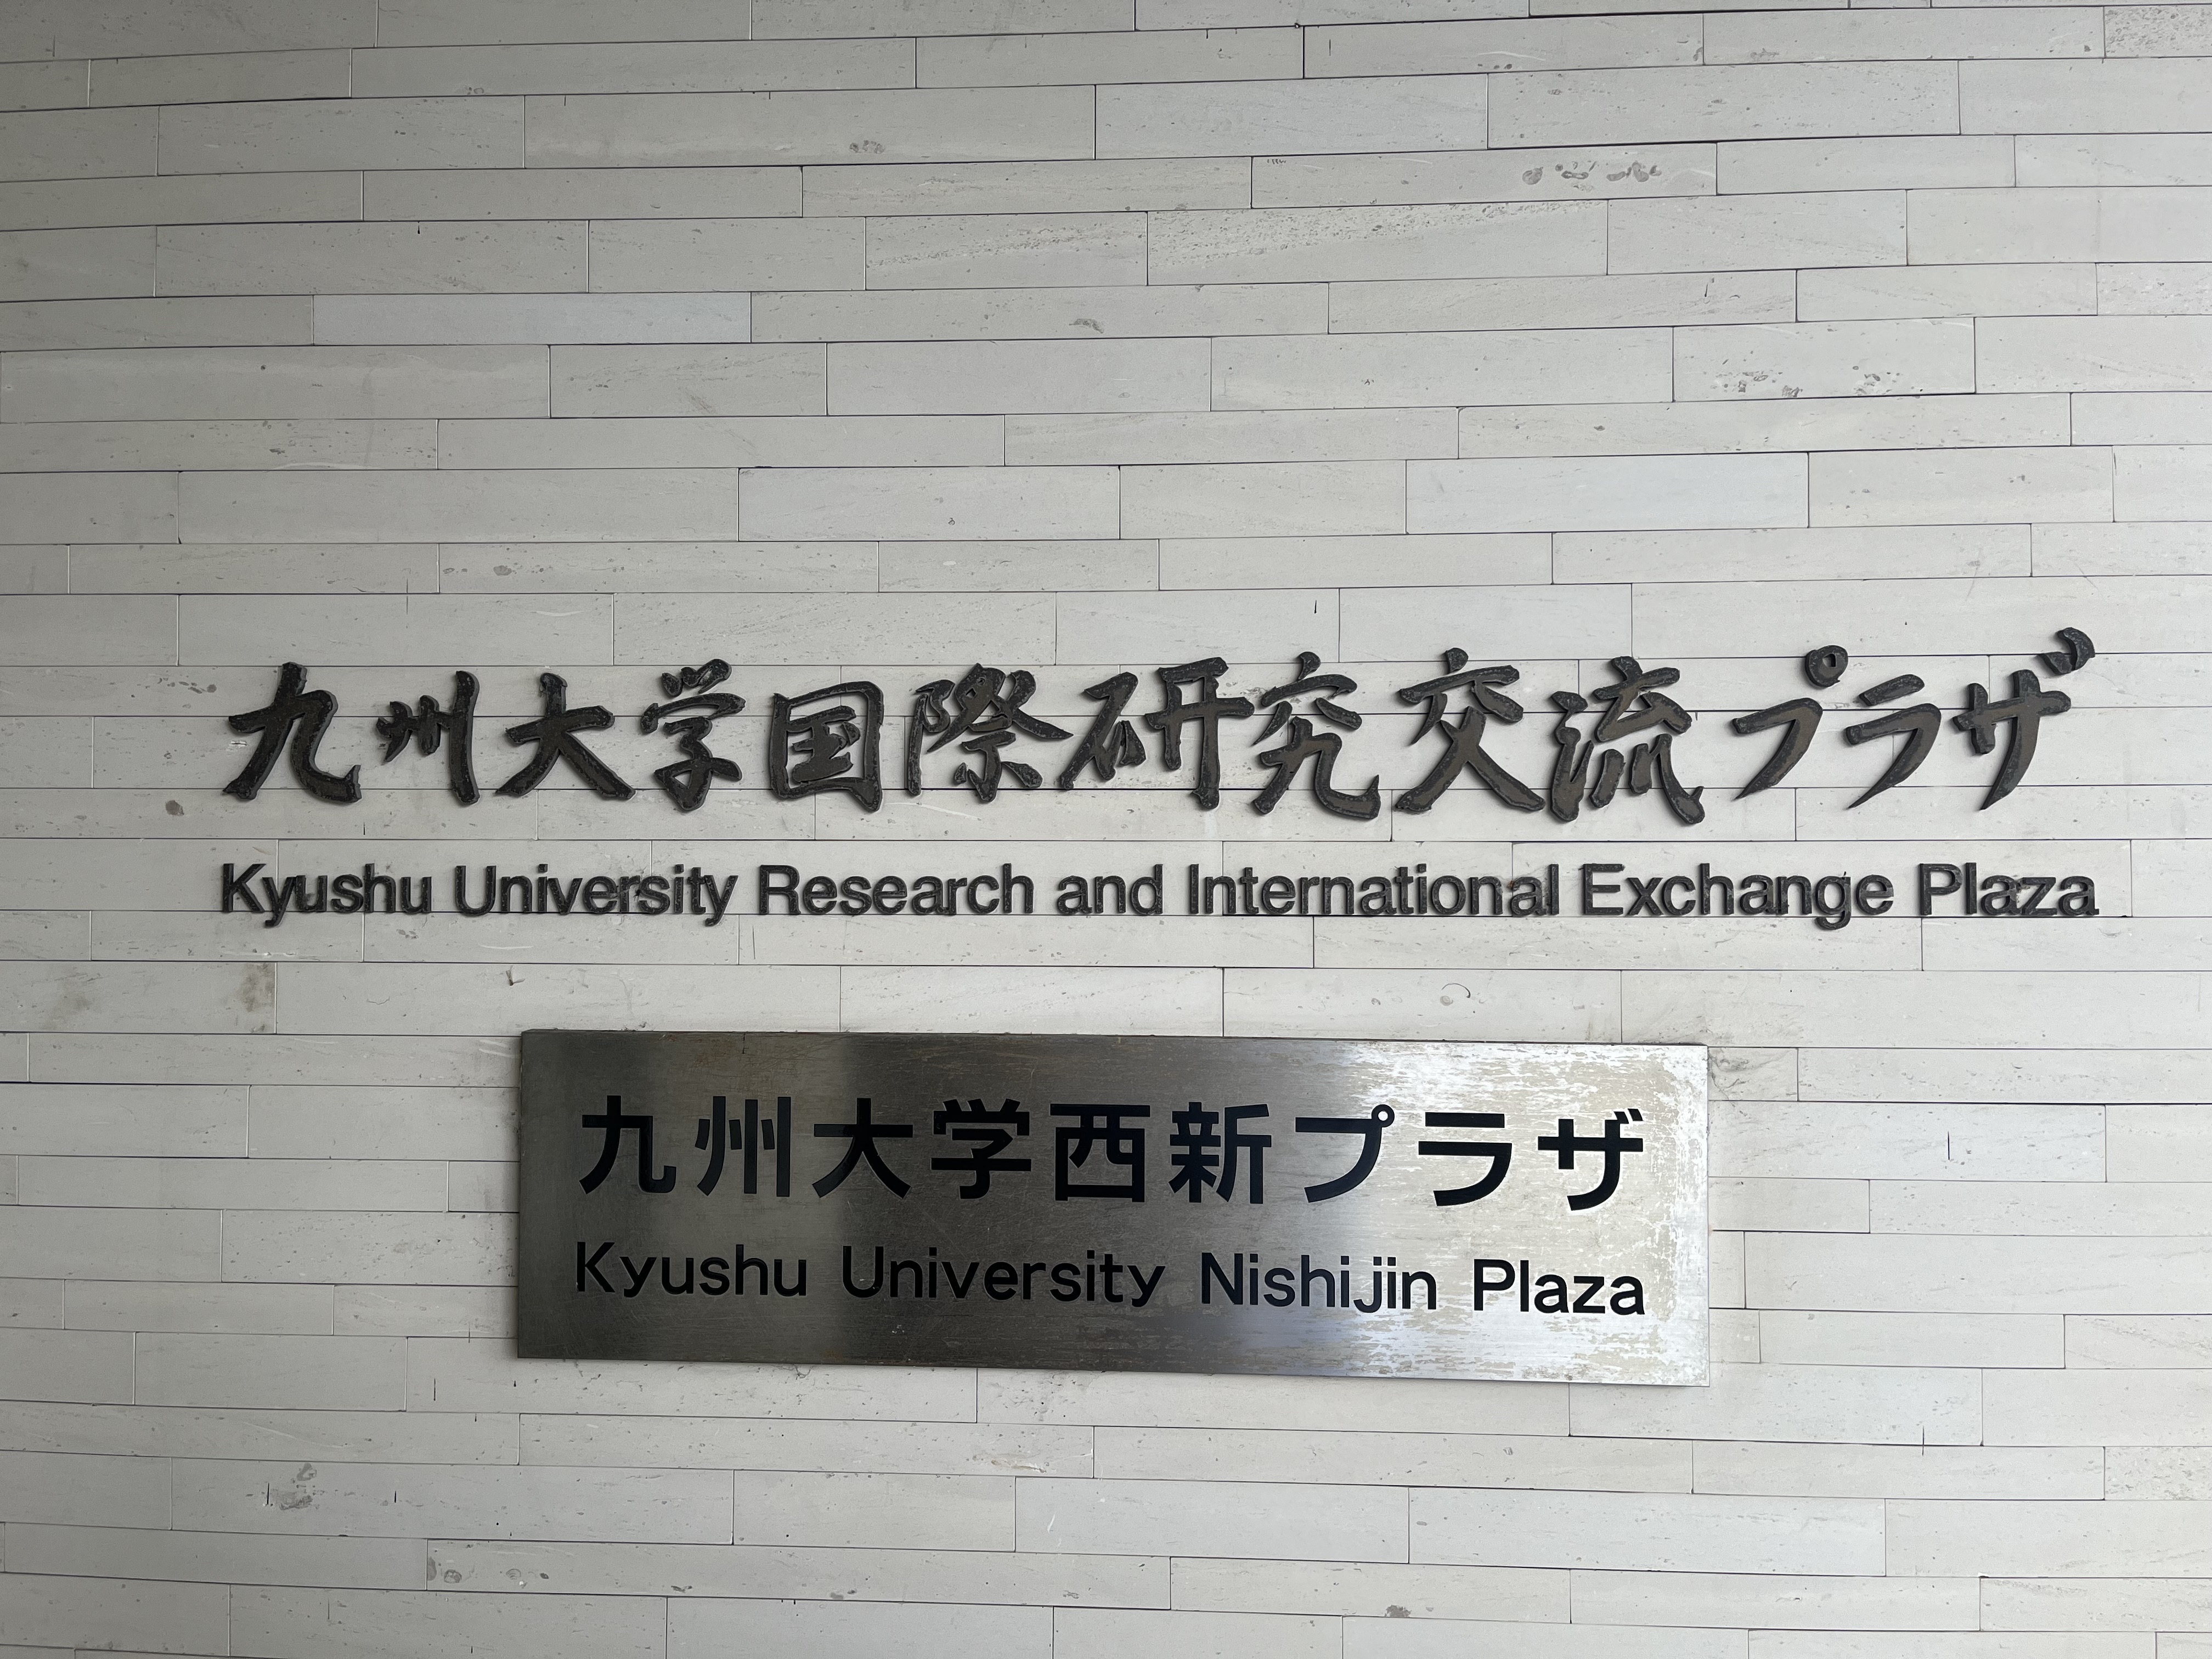 九州大学国際研究交流プラザ
Kyushu University Research and International Exchange Plaza
九州大学西新プラザ
Kyushu University Nishijin Plaza